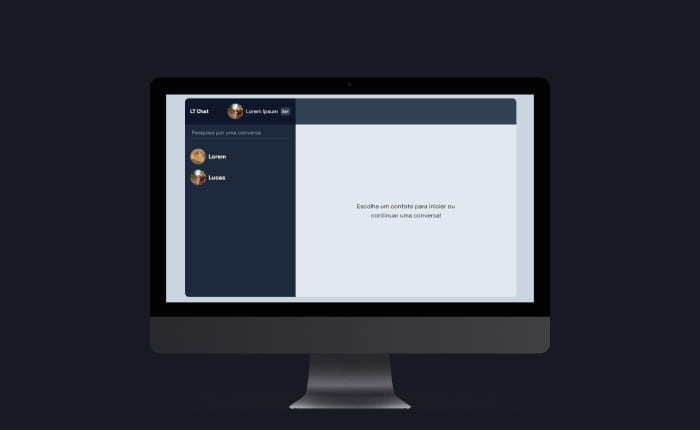 LT Chat
Lorem Ipsum
Sair
Pesquise por uma conversa
Lorem
Lucas
Escolha um contato para iniciar ou
continuar uma conversa!